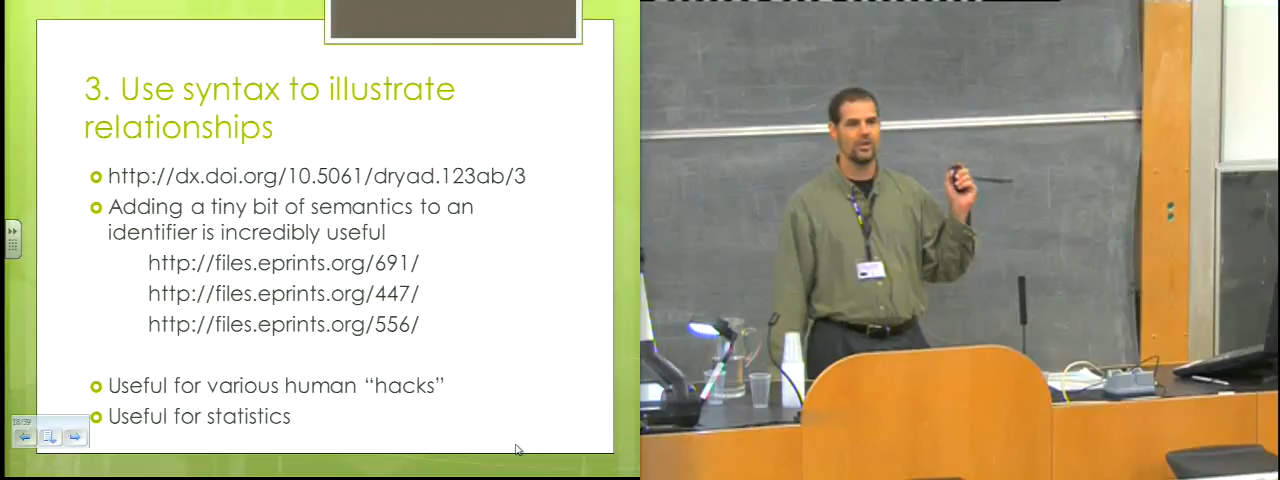 3. Use syntax to illustrate
relationships
http://dx.doi.org/10.5061/dryad.123ab/3
Adding a tiny bit of semantics to an
identifier is incredibly useful
http://files.eprints.org/691/
http://files.eprints.org/447/
http://files.eprints.org/556/
Useful for various human “hacks”
Useful for statistics
18/39